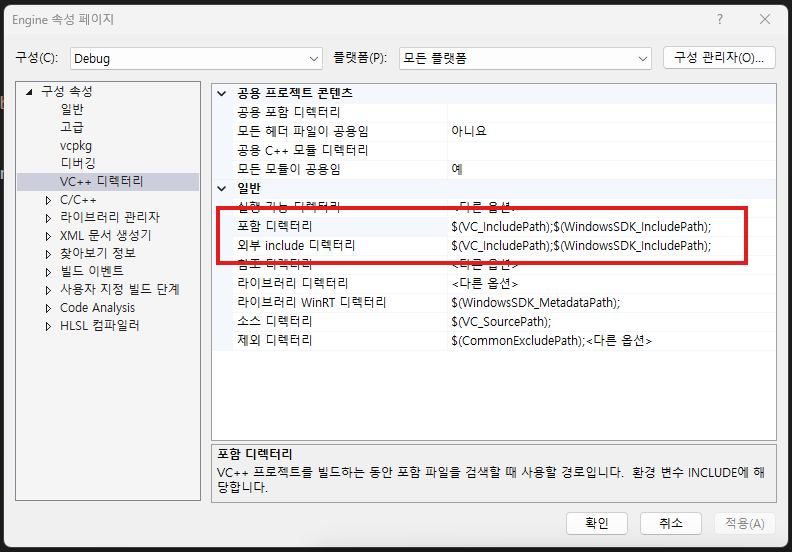 Engine 속성 페이지
구성(C): Debug 플랫폼(P): 모든 플랫폼 구성 관리자(O)...
구성 속성
일반
고급
vcpkg
디버깅
VC++ 디렉터리
C/C++
라이브러리 관리자
XML 문서 생성기
찾아보기 정보
빌드 이벤트
사용자 지정 빌드 단계
Code Analysis
HLSL 컴파일러
공용 프로젝트 콘텐츠
공용 포함 디렉터리
모든 헤더 파일이 공용임 아니요
공용 C++ 모듈 디렉터리
모든 모듈이 공용임 예
일반
실행 가능 디렉터리 <다른 옵션>
포함 디렉터리 $(VC_IncludePath);$(WindowsSDK_IncludePath);
외부 include 디렉터리 $(VC_IncludePath);$(WindowsSDK_IncludePath);
참조 디렉터리 <다른 옵션>
라이브러리 디렉터리 <다른 옵션>
라이브러리 WinRT 디렉터리 $(WindowsSDK_MetadataPath);
소스 디렉터리 $(VC_SourcePath);
제외 디렉터리 $(CommonExcludePath);<다른 옵션>
포함 디렉터리
VC++ 프로젝트를 빌드하는 동안 포함 파일을 검색할 때 사용할 경로입니다. 환경 변수 INCLUDE에 해
당합니다.
확인 취소 적용(A)